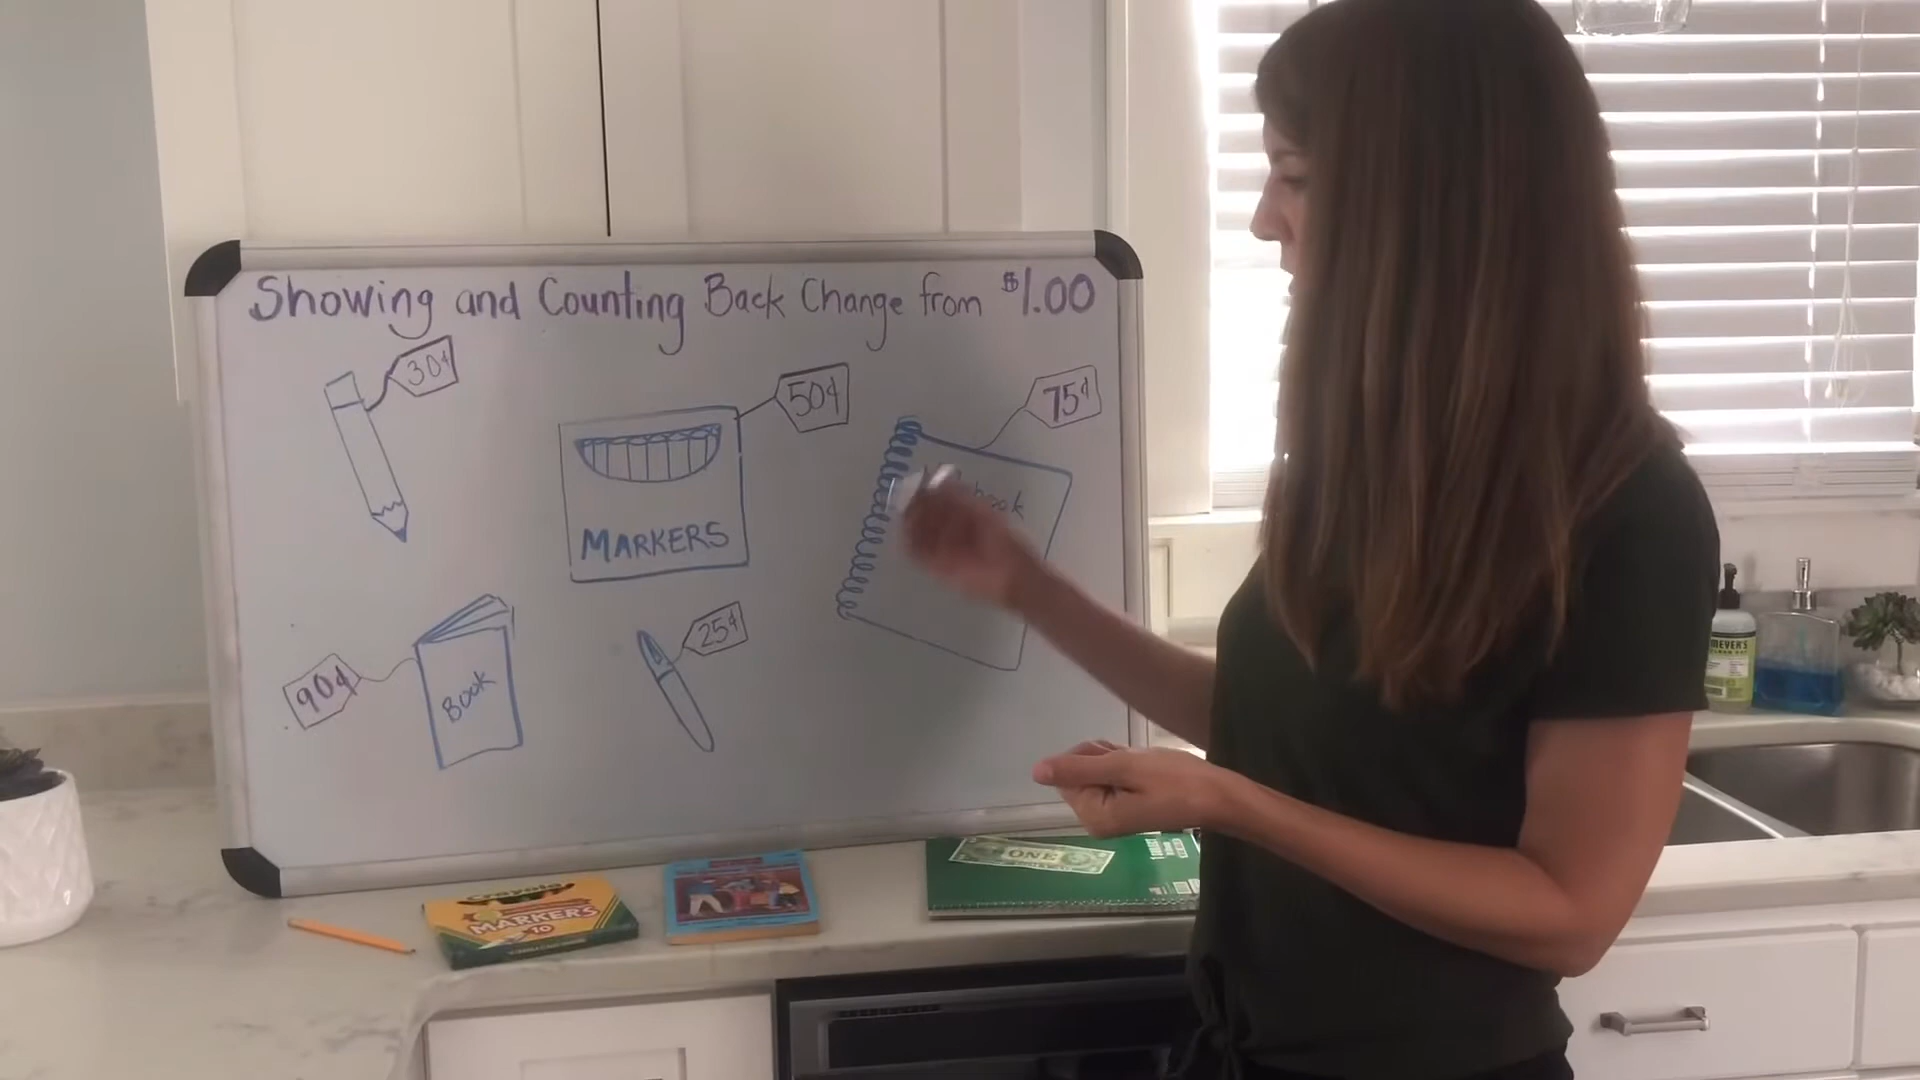 Showing and Counting Back Change from $1.00
30¢
50¢
75¢
MARKERS
90¢
Book
25¢
Crayola
MARKERS
10
ONE
MEYER'S